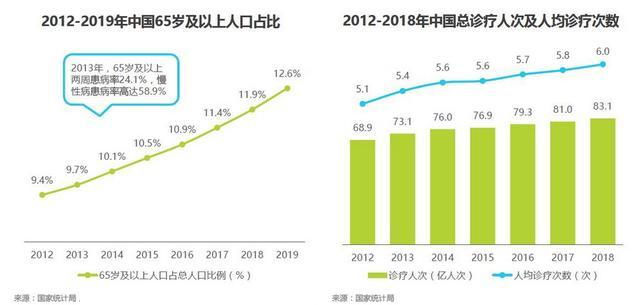 2012-2019年中国65岁及以上人口占比
2013年，65岁及以上
两周患病率24.1%，慢
性病患病率高达58.9%
9.4%
9.7%
10.1%
10.5%
10.9%
11.4%
11.9%
12.6%
2012 2013 2014 2015 2016 2017 2018 2019
65岁及以上人口占总人口比例（%）
来源：国家统计局，
2012-2018年中国总诊疗人次及人均诊疗次数
5.1 5.4 5.6 5.6 5.7 5.8 6.0
68.9 73.1 76.0 76.9 79.3 81.0 83.1
2012 2013 2014 2015 2016 2017 2018
诊疗人次（亿人次） 人均诊疗次数（次）
来源：国家统计局，